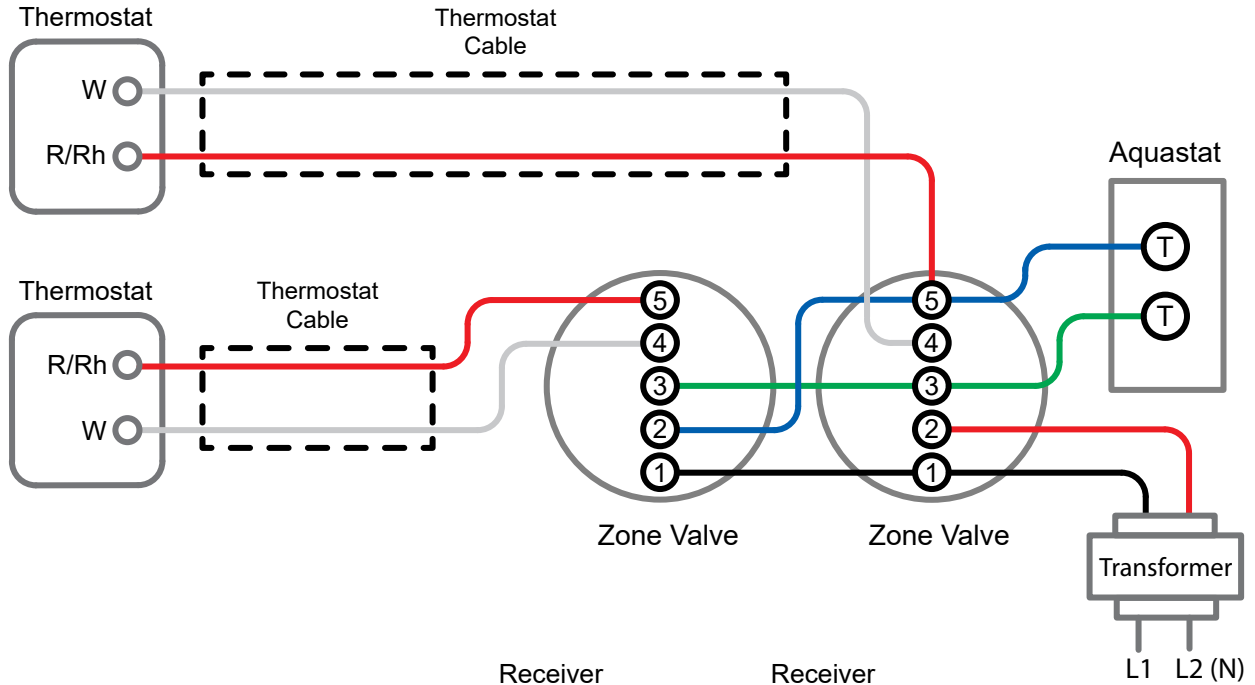 Thermostat
Thermostat
Cable
W
R/Rh
Aquastat
T
T
Thermostat
Thermostat
Cable
R/Rh
W
5
4
3
2
1
5
4
3
2
1
Zone Valve
Zone Valve
Transformer
L1
L2 (N)
Receiver
Receiver